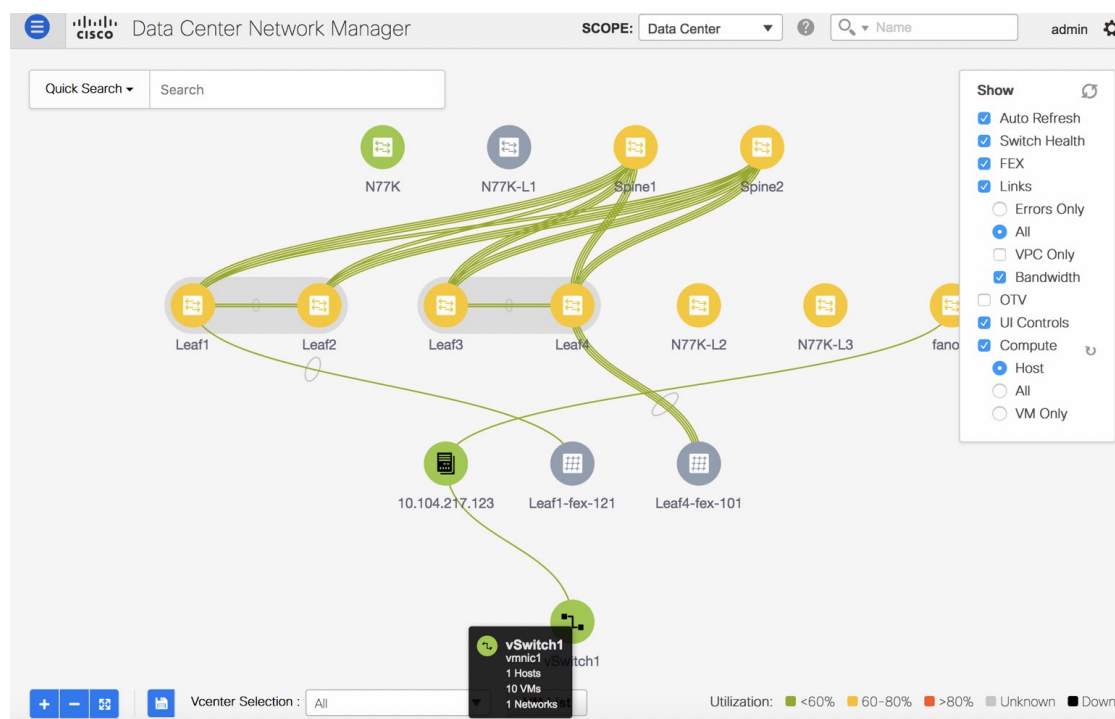 cisco Data Center Network Manager
SCOPE: Data Center
Name
admin
Quick Search
Search
Show
Auto Refresh
Switch Health
FEX
Links
Errors Only
All
VPC Only
Bandwidth
OTV
UI Controls
Compute
Host
All
VM Only
N77K
N77K-L1
Spine1
Spine2
Leaf1
Leaf2
Leaf3
Leaf4
N77K-L2
N77K-L3
fano
10.104.217.123
Leaf1-fex-121
Leaf4-fex-101
vSwitch1
vSwitch1
vmnic1
1 Hosts
10 VMs
1 Networks
Vcenter Selection : All
Utilization: <60% 60-80% >80% Unknown Down